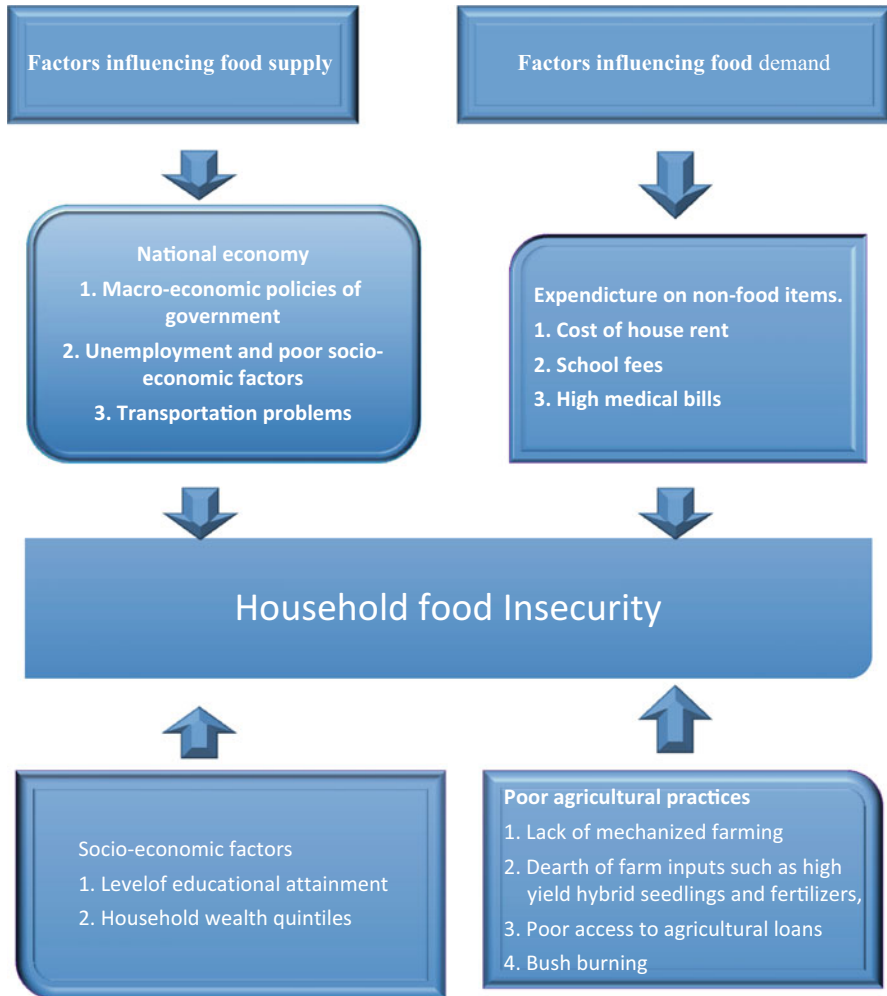 Factors influencing food supply
Factors influencing food demand
National economy
1. Macro-economic policies of
government
2. Unemployment and poor socio-
economic factors
3. Transportation problems
Expendicture on non-food items.
1. Cost of house rent
2. School fees
3. High medical bills
Household food Insecurity
Socio-economic factors
1. Levelof educational attainment
2. Household wealth quintiles
Poor agricultural practices
1. Lack of mechanized farming
2. Dearth of farm inputs such as high
yield hybrid seedlings and fertilizers,
3. Poor access to agricultural loans
4. Bush burning